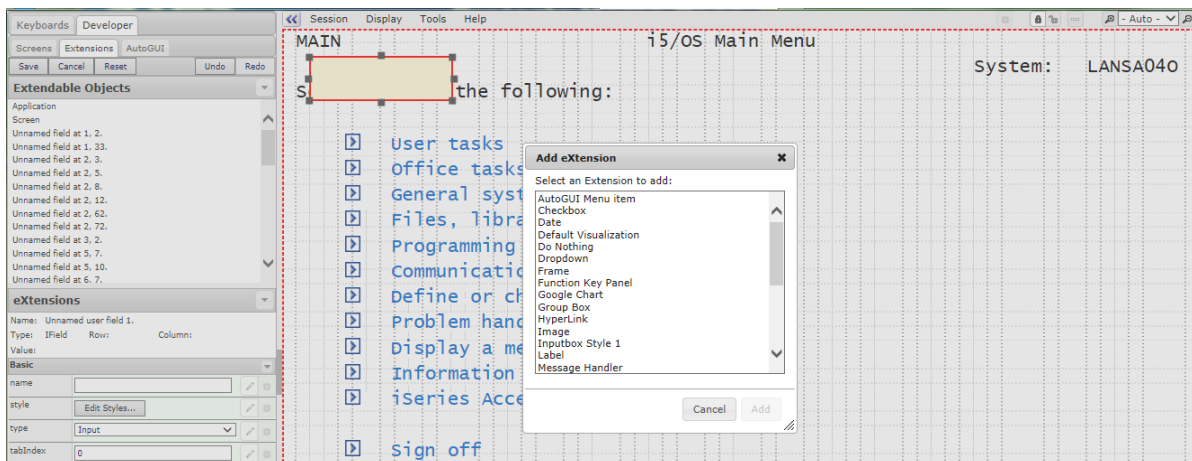 Keyboards Developer
Screens Extensions AutoGUI
Save Cancel Reset Undo Redo
Extendable Objects
Application
Screen
Unnamed field at 1, 2.
Unnamed field at 1, 33.
Unnamed field at 2, 3.
Unnamed field at 2, 5.
Unnamed field at 2, 8.
Unnamed field at 2, 12.
Unnamed field at 2, 62.
Unnamed field at 2, 72.
Unnamed field at 3, 2.
Unnamed field at 5, 7.
Unnamed field at 5, 10.
Unnamed field at 6, 7.
eXtensions
Name: Unnamed user field 1.
Type: IField Row: Column:
Value:
Basic
name
style Edit Styles...
type Input
tabIndex 0
Session Display Tools Help - Auto -
MAIN i5/OS Main Menu
System: LANSA04O
S the following:
User tasks
Office tasks
General syst
Files, libra
Programming
Communicatio
Define or ch
Problem hand
Display a me
Information
iSeries Acce
Sign off
Add eXtension
Select an Extension to add:
AutoGUI Menu item
Checkbox
Date
Default Visualization
Do Nothing
Dropdown
Frame
Function Key Panel
Google Chart
Group Box
HyperLink
Image
Inputbox Style 1
Label
Message Handler
Cancel Add